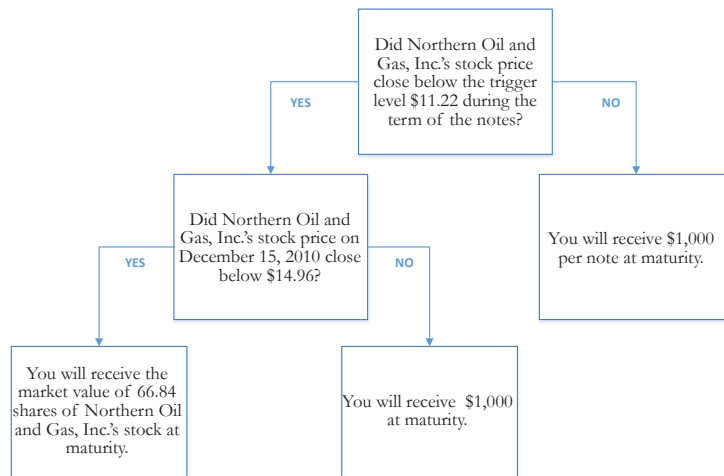 Did Northern Oil and
Gas, Inc.'s stock price
close below the trigger
level $11.22 during the
term of the notes?
YES
NO
Did Northern Oil and
Gas, Inc.'s stock price on
December 15, 2010 close
below $14.96?
You will receive $1,000
per note at maturity.
YES
NO
You will receive the
market value of 66.84
shares of Northern Oil
and Gas, Inc.'s stock at
maturity.
You will receive $1,000
at maturity.